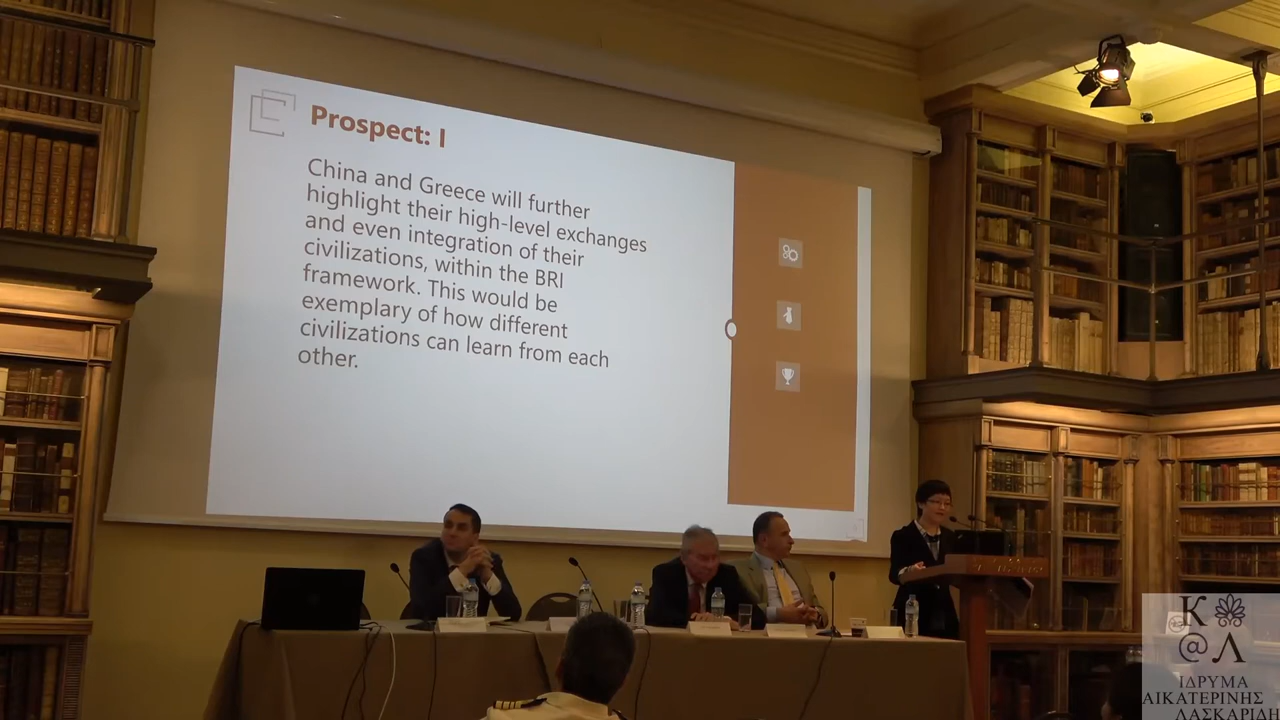 Prospect: I
China and Greece will further
highlight their high-level exchanges
and even integration of their
civilizations, within the BRI
framework. This would be
exemplary of how different
civilizations can learn from each
other.
Κ
@ Λ
ΙΔΡΥΜΑ
ΑΙΚΑΤΕΡΙΝΗΣ
ΛΑΣΚΑΡΙΔΗ